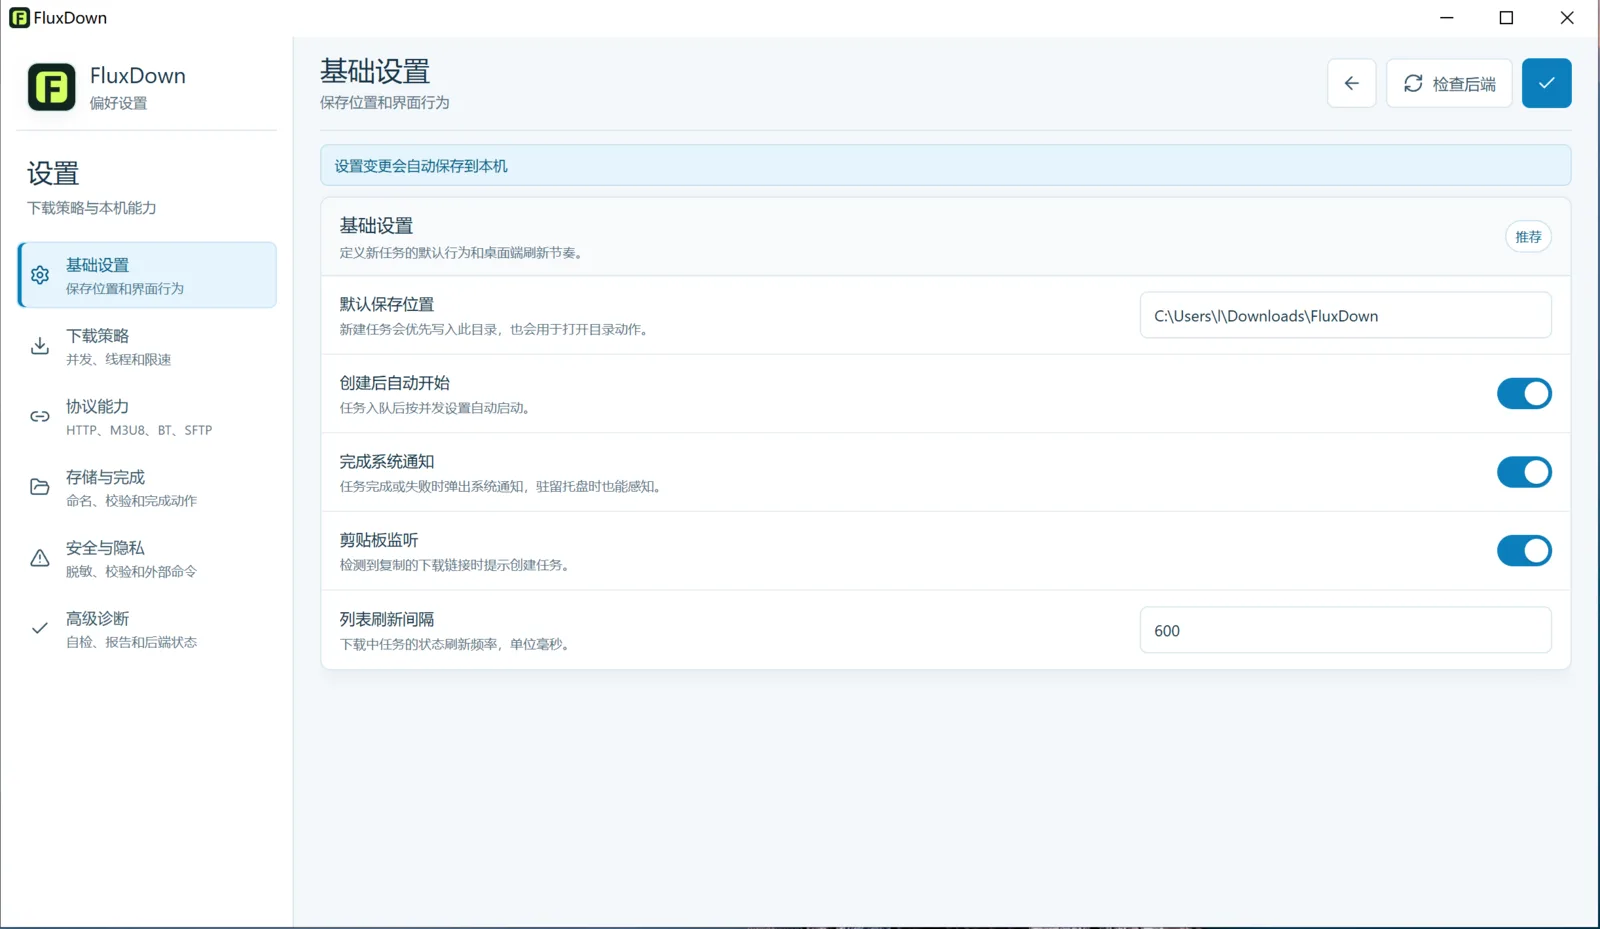 FluxDown
FluxDown
偏好设置
设置
下载策略与本机能力
基础设置
保存位置和界面行为
下载策略
并发、线程和限速
协议能力
HTTP、M3U8、BT、SFTP
存储与完成
命名、校验和完成动作
安全与隐私
脱敏、校验和外部命令
高级诊断
自检、报告和后端状态
基础设置
保存位置和界面行为
检查后端
设置变更会自动保存到本机
基础设置
定义新任务的默认行为和桌面端刷新节奏。
推荐
默认保存位置
新建任务会优先写入此目录，也会用于打开目录动作。
C:\Users\l\Downloads\FluxDown
创建后自动开始
任务入队后按并发设置自动启动。
完成系统通知
任务完成或失败时弹出系统通知，驻留托盘时也能感知。
剪贴板监听
检测到复制的下载链接时提示创建任务。
列表刷新间隔
下载中任务的状态刷新频率，单位毫秒。
600